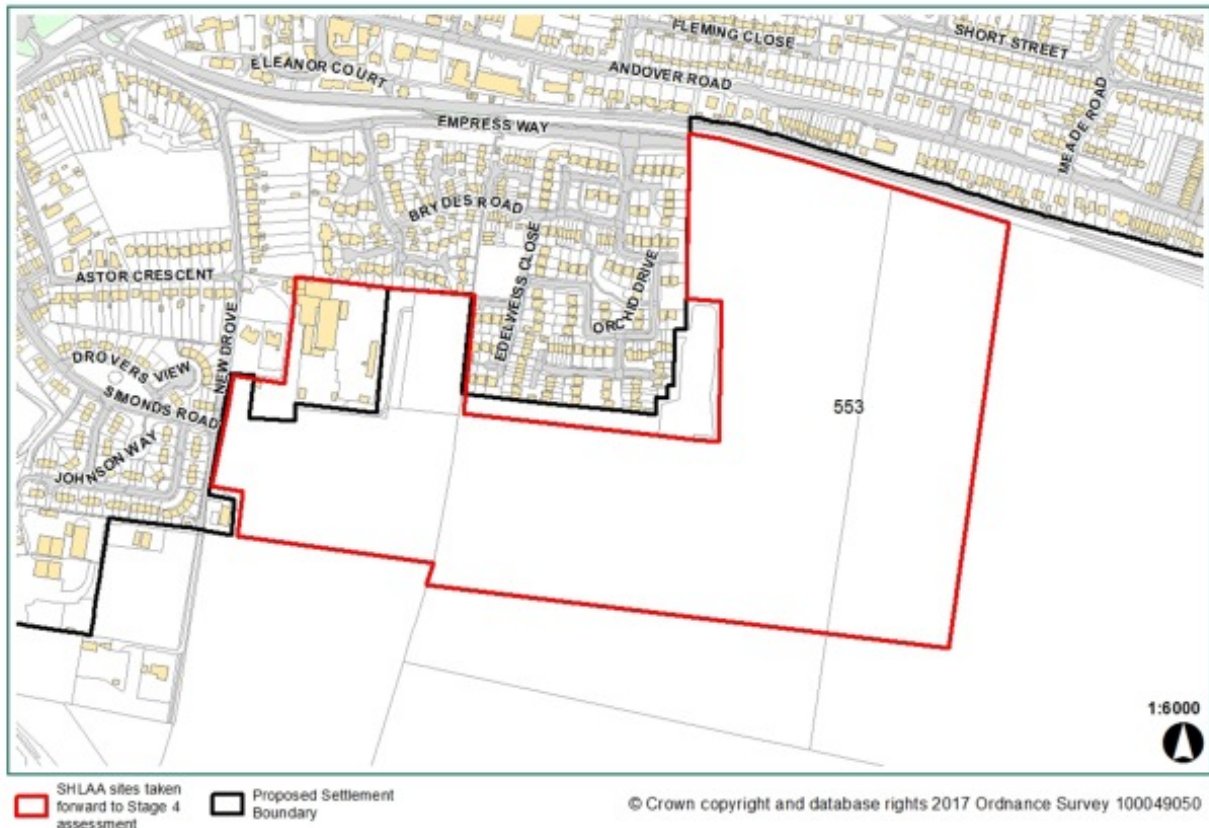 FLEMING CLOSE
SHORT STREET
ELEANOR COURT
ANDOVER ROAD
MEADE ROAD
EMPRESS WAY
BRYDES ROAD
EDELWEISS CLOSE
ORCHID DRIVE
ASTOR CRESCENT
NEW DROVE
DROVERS VIEW
SIMONDS ROAD
JOHNSON WAY
553
1:6000
SHLAA sites taken
forward to Stage 4
assessment
Proposed Settlement
Boundary
© Crown copyright and database rights 2017 Ordnance Survey 100049050